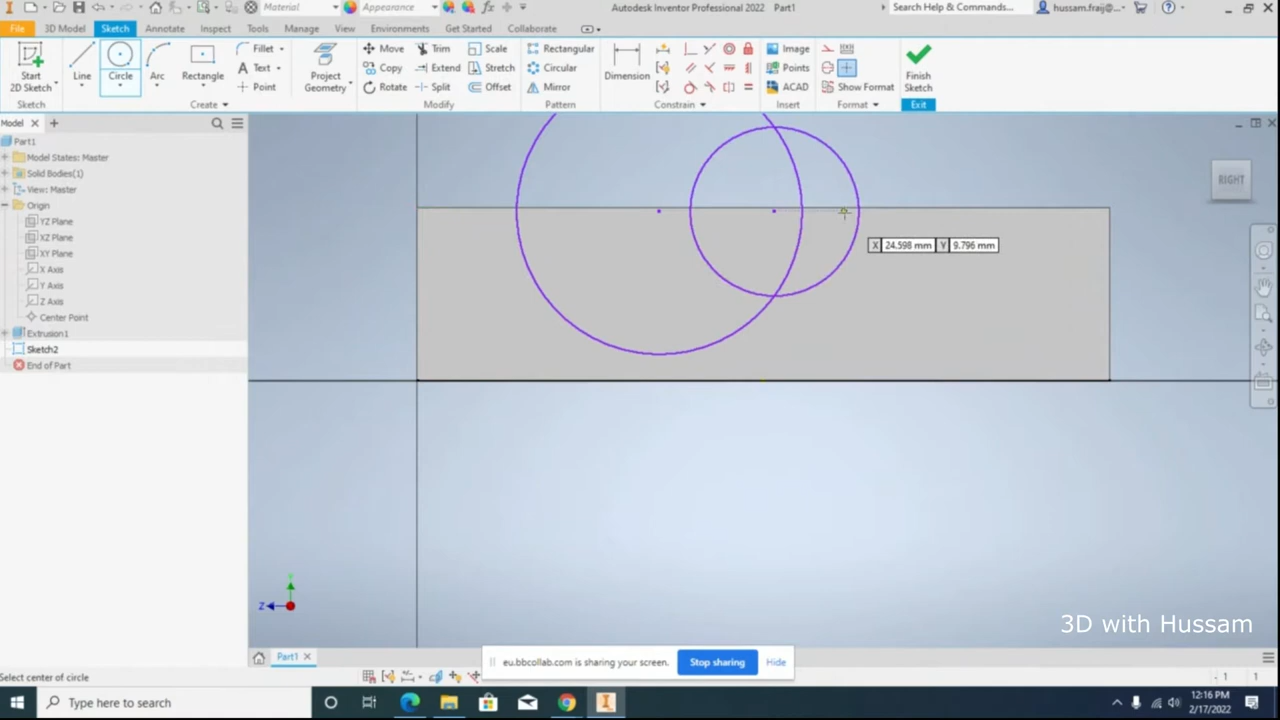 Material
Appearance
Autodesk Inventor Professional 2022 Part1
Search Help & Commands...
hussam.fraij@...
File 3D Model Sketch Annotate Inspect Tools Manage View Environments Get Started Collaborate
Start
2D Sketch
Line
Circle
Arc
Rectangle
Fillet
Text
Point
Project
Geometry
Move
Copy
Rotate
Trim
Extend
Split
Scale
Stretch
Offset
Rectangular
Circular
Mirror
Dimension
Image
Points
ACAD
Show Format
Finish
Sketch
Sketch Create Modify Pattern Constrain Insert Format Exit
Model
Part1
Model States: Master
Solid Bodies(1)
View: Master
Origin
YZ Plane
XZ Plane
XY Plane
X Axis
Y Axis
Z Axis
Center Point
Extrusion1
Sketch2
End of Part
RIGHT
X 24.598 mm Y 9.796 mm
Z
3D with Hussam
Part1
eu.bbcollab.com is sharing your screen. Stop sharing Hide
Select center of circle
1 1
Type here to search
12:16 PM
2/17/2022